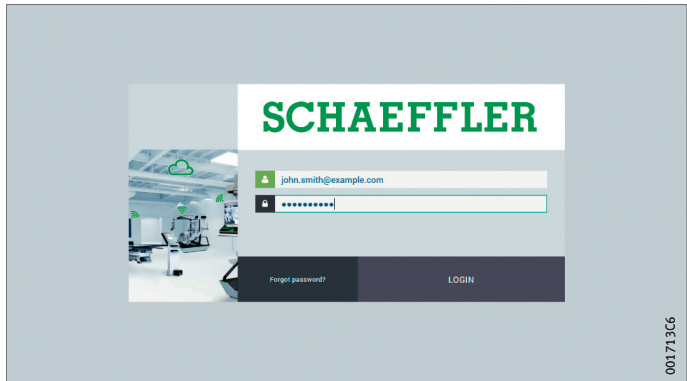 SCHAEFFLER
john.smith@example.com
••••••••••
Forgot password?
LOGIN
001713C6